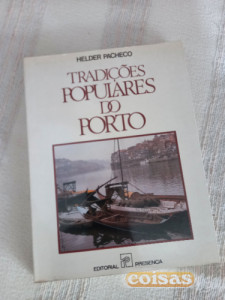 HELDER PACHECO
TRADIÇÕES
POPULARES
DO
PORTO
EDITORIAL PRESENÇA
coisas